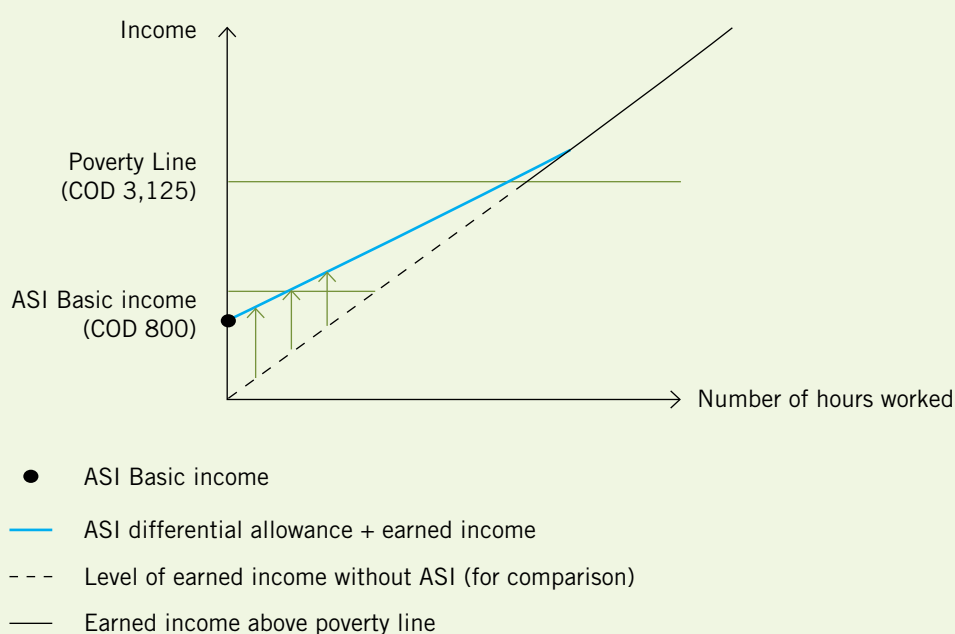 Income
Poverty Line
(COD 3,125)
ASI Basic income
(COD 800)
Number of hours worked
ASI Basic income
ASI differential allowance + earned income
Level of earned income without ASI (for comparison)
Earned income above poverty line